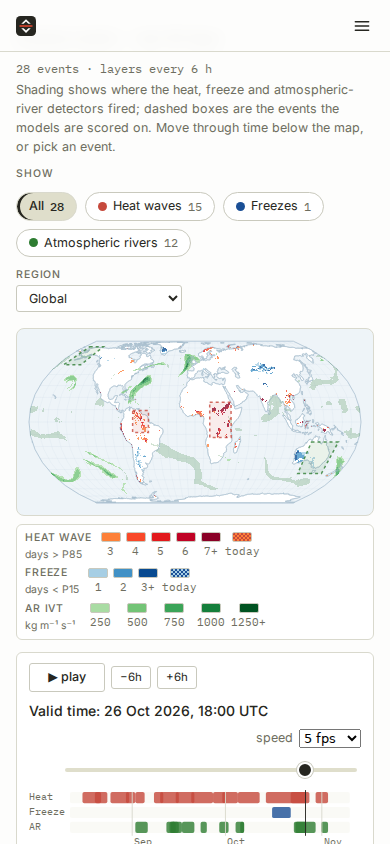 28 events · layers every 6 h
Shading shows where the heat, freeze and atmospheric-
river detectors fired; dashed boxes are the events the
models are scored on. Move through time below the map,
or pick an event.
SHOW
All 28
Heat waves 15
Freezes 1
Atmospheric rivers 12
REGION
Global
HEAT WAVE
days > P85
3 4 5 6 7+ today
FREEZE
days < P15
1 2 3+ today
AR IVT
kg m⁻¹ s⁻¹
250 500 750 1000 1250+
▶ play
−6h
+6h
Valid time: 26 Oct 2026, 18:00 UTC
speed 5 fps
Heat
Freeze
AR
Sep Oct Nov